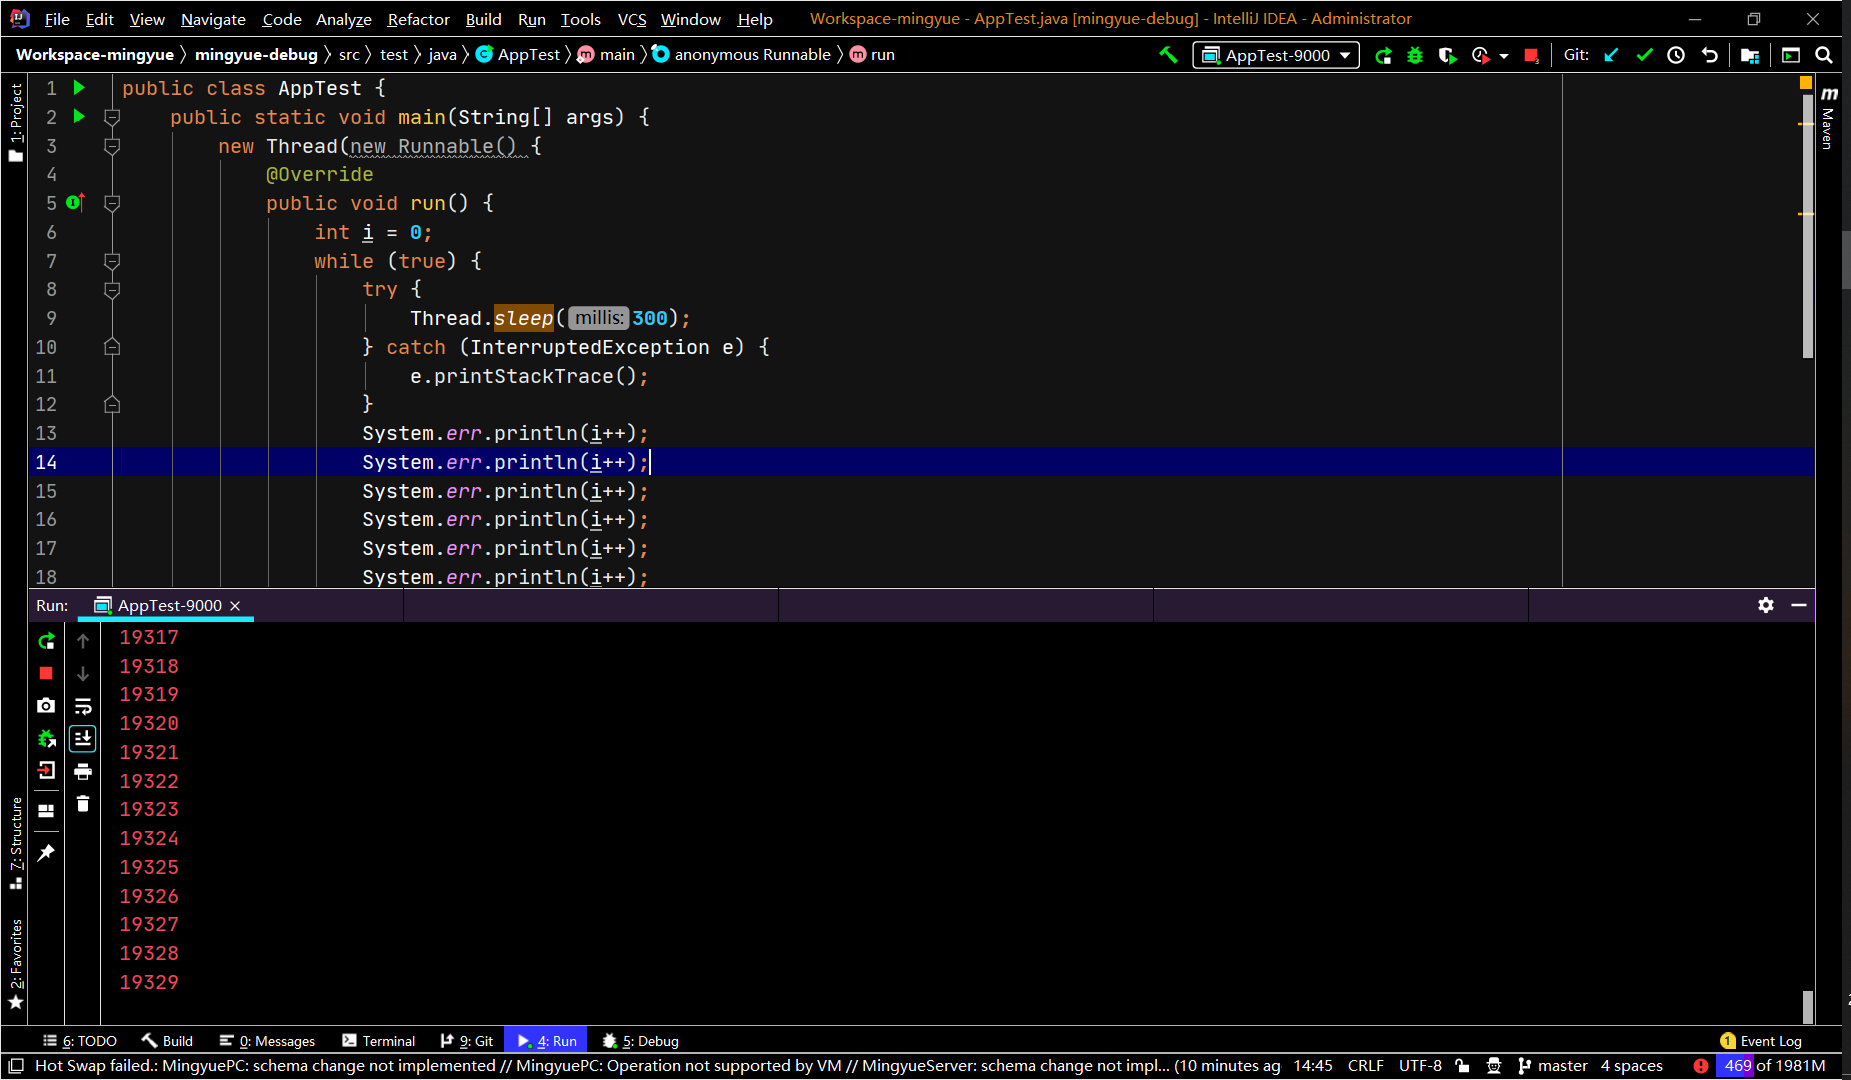 File Edit View Navigate Code Analyze Refactor Build Run Tools VCS Window Help Workspace-mingyue - AppTest.java [mingyue-debug] - IntelliJ IDEA - Administrator
Workspace-mingyue mingyue-debug src test java AppTest main anonymous Runnable run AppTest-9000 Git:
1: Project
Maven
1 public class AppTest {
2 public static void main(String[] args) {
3 new Thread(new Runnable() {
4 @Override
5 public void run() {
6 int i = 0;
7 while (true) {
8 try {
9 Thread.sleep( millis: 300);
10 } catch (InterruptedException e) {
11 e.printStackTrace();
12 }
13 System.err.println(i++);
14 System.err.println(i++);
15 System.err.println(i++);
16 System.err.println(i++);
17 System.err.println(i++);
18 System.err.println(i++);
Run: AppTest-9000
19317
19318
19319
19320
19321
19322
19323
19324
19325
19326
19327
19328
19329
7: Structure
2: Favorites
6: TODO Build 0: Messages Terminal 9: Git 4: Run 5: Debug 1 Event Log
Hot Swap failed.: MingyuePC: schema change not implemented // MingyuePC: Operation not supported by VM // MingyueServer: schema change not impl... (10 minutes ag 14:45 CRLF UTF-8 master 4 spaces 469 of 1981M